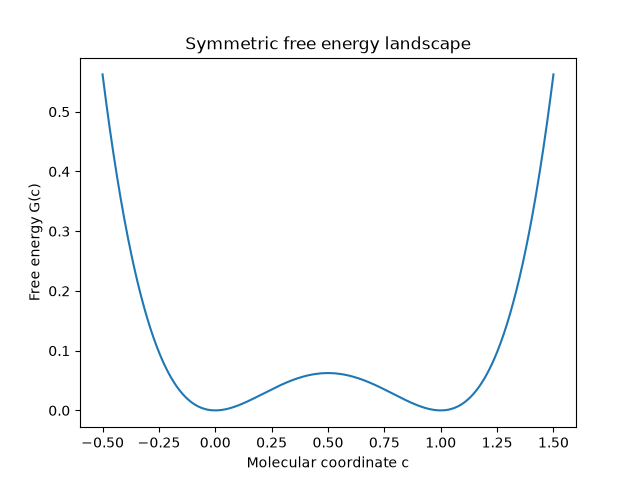 Symmetric free energy landscape
Free energy G(c)
0.5
0.4
0.3
0.2
0.1
0.0
−0.50 −0.25 0.00 0.25 0.50 0.75 1.00 1.25 1.50
Molecular coordinate c